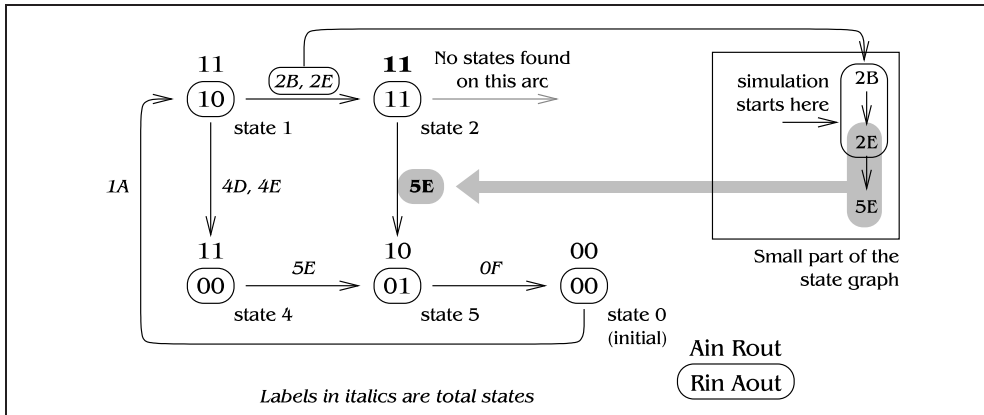 11
10
state 1
2B, 2E
11
11
state 2
No states found
on this arc
simulation
starts here
2B
2E
5E
Small part of the
state graph
1A
4D, 4E
5E
11
00
state 4
5E
10
01
state 5
0F
00
00
state 0
(initial)
Ain Rout
Rin Aout
Labels in italics are total states